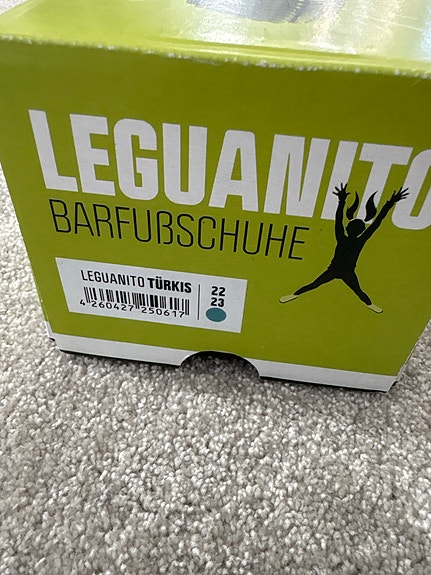 LEGUANITO
BARFUßSCHUHE
LEGUANITO TÜRKIS
4 260427 250617
22
23